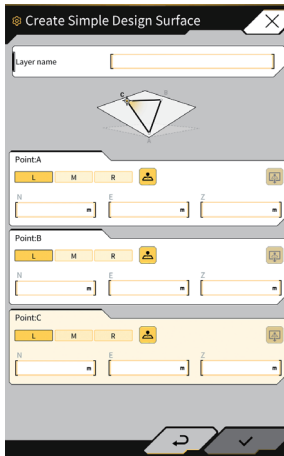 Create Simple Design Surface
Layer name
C
B
A
Point:A
L M R
N E Z
m m m
Point:B
L M R
N E Z
m m m
Point:C
L M R
N E Z
m m m